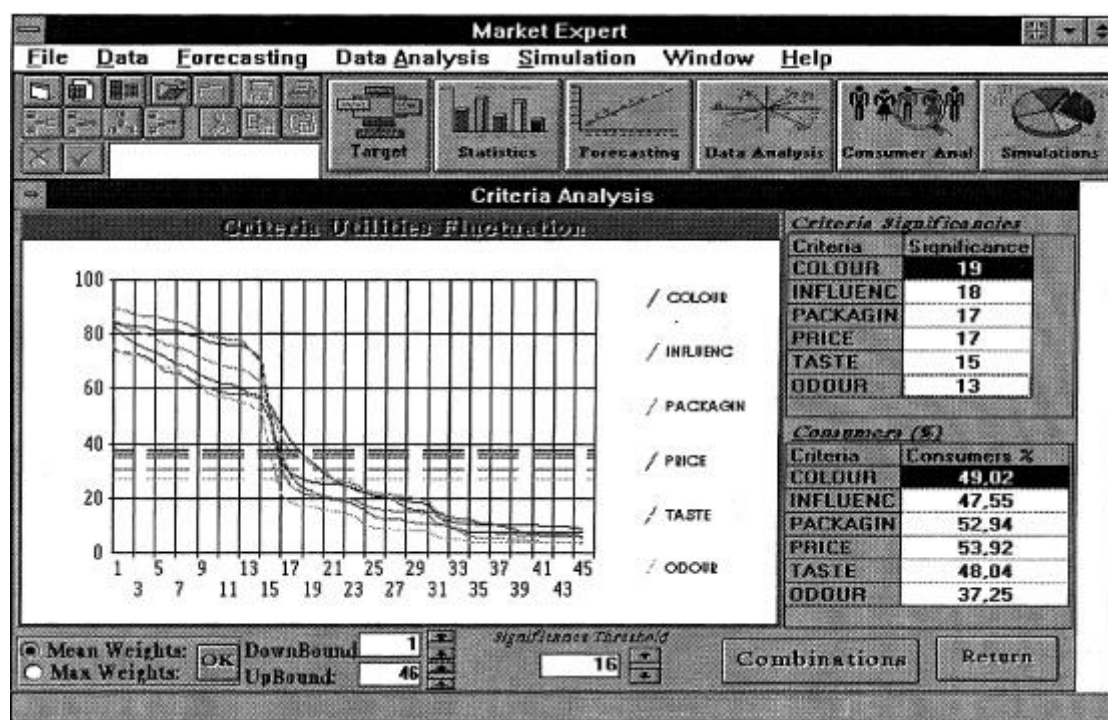 Market Expert
File Data Forecasting Data Analysis Simulation Window Help
Target Statistics Forecasting Data Analysis Consumer Anal Simulations
Criteria Analysis
Criteria Utilities Fluctuation
100
80
60
40
20
0
1 5 9 13 17 21 25 29 33 37 41 45
3 7 11 15 19 23 27 31 35 39 43
COLOUR
INFLUENC
PACKAGIN
PRICE
TASTE
ODOUR
Criteria Significancies
Criteria Significance
COLOUR 19
INFLUENC 18
PACKAGIN 17
PRICE 17
TASTE 15
ODOUR 13
Consumers (%)
Criteria Consumers %
COLOUR 49,02
INFLUENC 47,55
PACKAGIN 52,94
PRICE 53,92
TASTE 48,04
ODOUR 37,25
Mean Weights:
Max Weights:
OK
DownBound 1
UpBound: 46
Significance Threshold
16
Combinations
Return